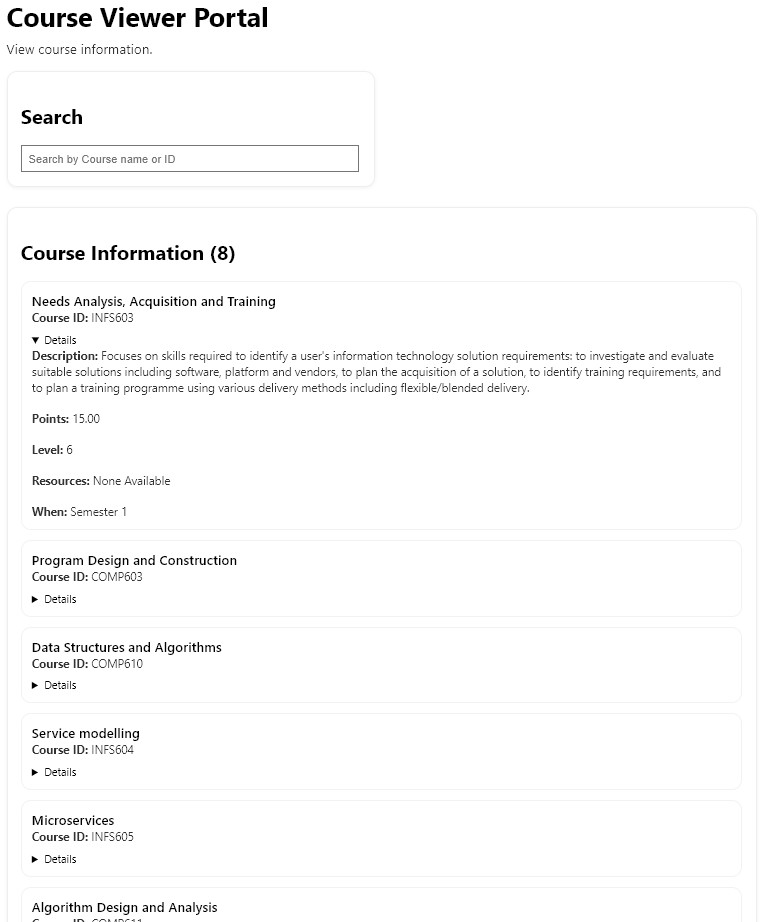 Course Viewer Portal
View course information.
Search
Search by Course name or ID
Course Information (8)
Needs Analysis, Acquisition and Training
Course ID: INFS603
▼ Details
Description: Focuses on skills required to identify a user's information technology solution requirements: to investigate and evaluate
suitable solutions including software, platform and vendors, to plan the acquisition of a solution, to identify training requirements, and
to plan a training programme using various delivery methods including flexible/blended delivery.
Points: 15.00
Level: 6
Resources: None Available
When: Semester 1
Program Design and Construction
Course ID: COMP603
▶ Details
Data Structures and Algorithms
Course ID: COMP610
▶ Details
Service modelling
Course ID: INFS604
▶ Details
Microservices
Course ID: INFS605
▶ Details
Algorithm Design and Analysis
Course ID: COMP611